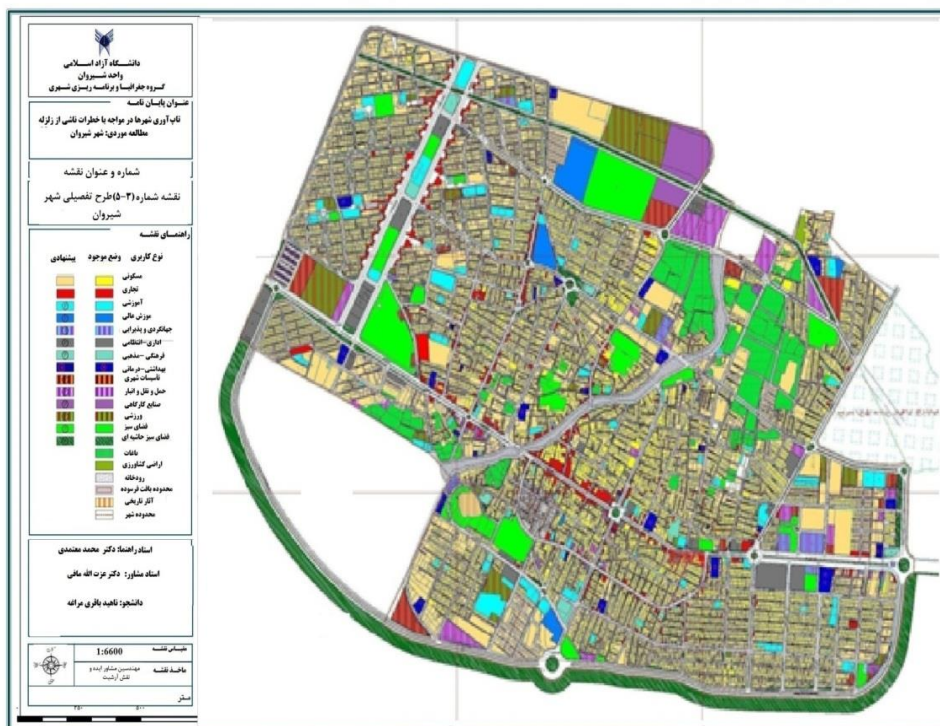 دانشگاه آزاد اسلامی
واحد شیروان
گروه جغرافیا و برنامه ریزی شهری
عنوان پایان نامه
تاب آوری شهرها در مواجه با خطرات ناشی از زلزله
مطالعه موردی: شهر شیروان
شماره و عنوان نقشه
نقشه شماره (۳-۵)طرح تفصیلی شهر
شیروان
راهنمای نقشه
نوع کاربری وضع موجود پیشنهادی
مسکونی
تجاری
آموزشی
موزش عالی
جهانگردی و پذیرایی
اداری-انتظامی
فرهنگی-مذهبی
بهداشتی-درمانی
تاسیسات شهری
حمل و نقل و انبار
صنایع کارگاهی
ورزشی
فضای سبز
فضای سبز حاشیه ای
باغات
اراضی کشاورزی
رودخانه
محدوده بافت فرسوده
آثار تاریخی
محدوده شهر
استاد راهنما: دکتر محمد معتمدی
استاد مشاور: دکتر عزت الله مافی
دانشجو: ناهید باقری مراغه
مقیاس نقشه 1:6600
ماخذ نقشه مهندسین مشاور ایده و
نقش آرشیت
متر